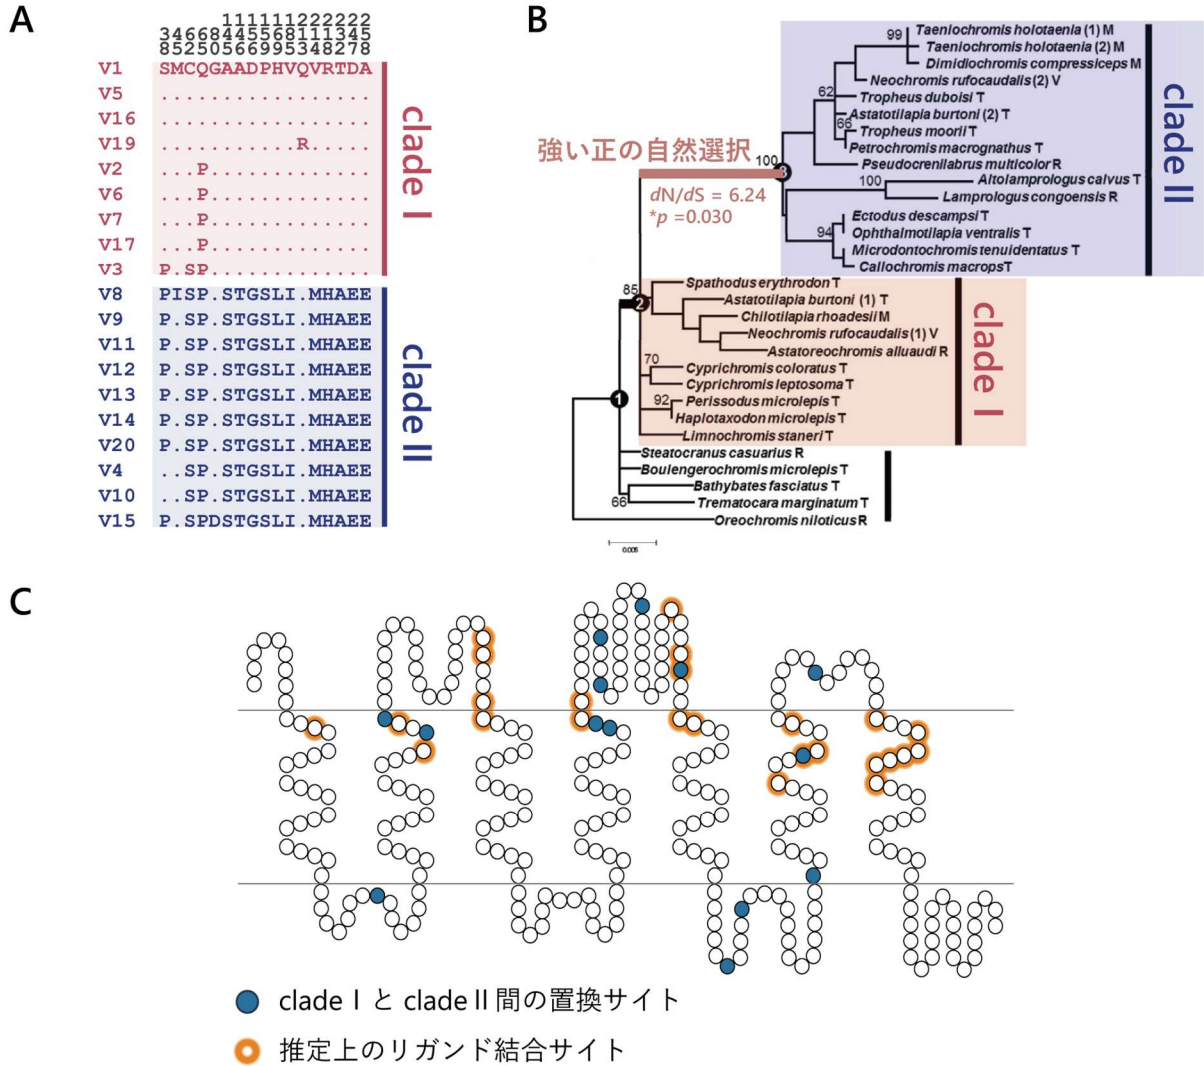 A
V1 SMCQGAADPHVQVRTDA
V5 .................
V16 .................
V19 ...........R.....
V2 ...P.............
V6 ...P.............
V7 ...P.............
V17 ...P.............
V3 P.SP.............
clade I
V8 PISP.STGSLI.MHAEE
V9 P.SP.STGSLI.MHAEE
V11 P.SP.STGSLI.MHAEE
V12 P.SP.STGSLI.MHAEE
V13 P.SP.STGSLI.MHAEE
V14 P.SP.STGSLI.MHAEE
V20 P.SP.STGSLI.MHAEE
V4 ..SP.STGSLI.MHAEE
V10 ..SP.STGSLI.MHAEE
V15 P.SPDSTGSLI.MHAEE
clade II
B
強い正の自然選択
dN/dS = 6.24
*p =0.030
99
62
66
100
100
94
85
70
92
66
3
2
1
Taeniochromis holotaenia (1) M
Taeniochromis holotaenia (2) M
Dimidiochromis compressiceps M
Neochromis rufocaudalis (2) V
Tropheus duboisi T
Astatotilapia burtoni (2) T
Tropheus moorii T
Petrochromis macrognathus T
Pseudocrenilabrus multicolor R
Altolamprologus calvus T
Lamprologus congoensis R
Ectodus descampsi T
Ophthalmotilapia ventralis T
Microdontochromis tenuidentatus T
Callochromis macrops T
clade II
Spathodus erythrodon T
Astatotilapia burtoni (1) T
Chilotilapia rhoadesii M
Neochromis rufocaudalis (1) V
Astatoreochromis alluaudi R
Cyprichromis coloratus T
Cyprichromis leptosoma T
Perissodus microlepis T
Haplotaxodon microlepis T
Limnochromis staneri T
clade I
Steatocranus casuarius R
Boulengerochromis microlepis T
Bathybates fasciatus T
Trematocara marginatum T
Oreochromis niloticus R
0.005
C
clade I と clade II 間の置換サイト
推定上のリガンド結合サイト